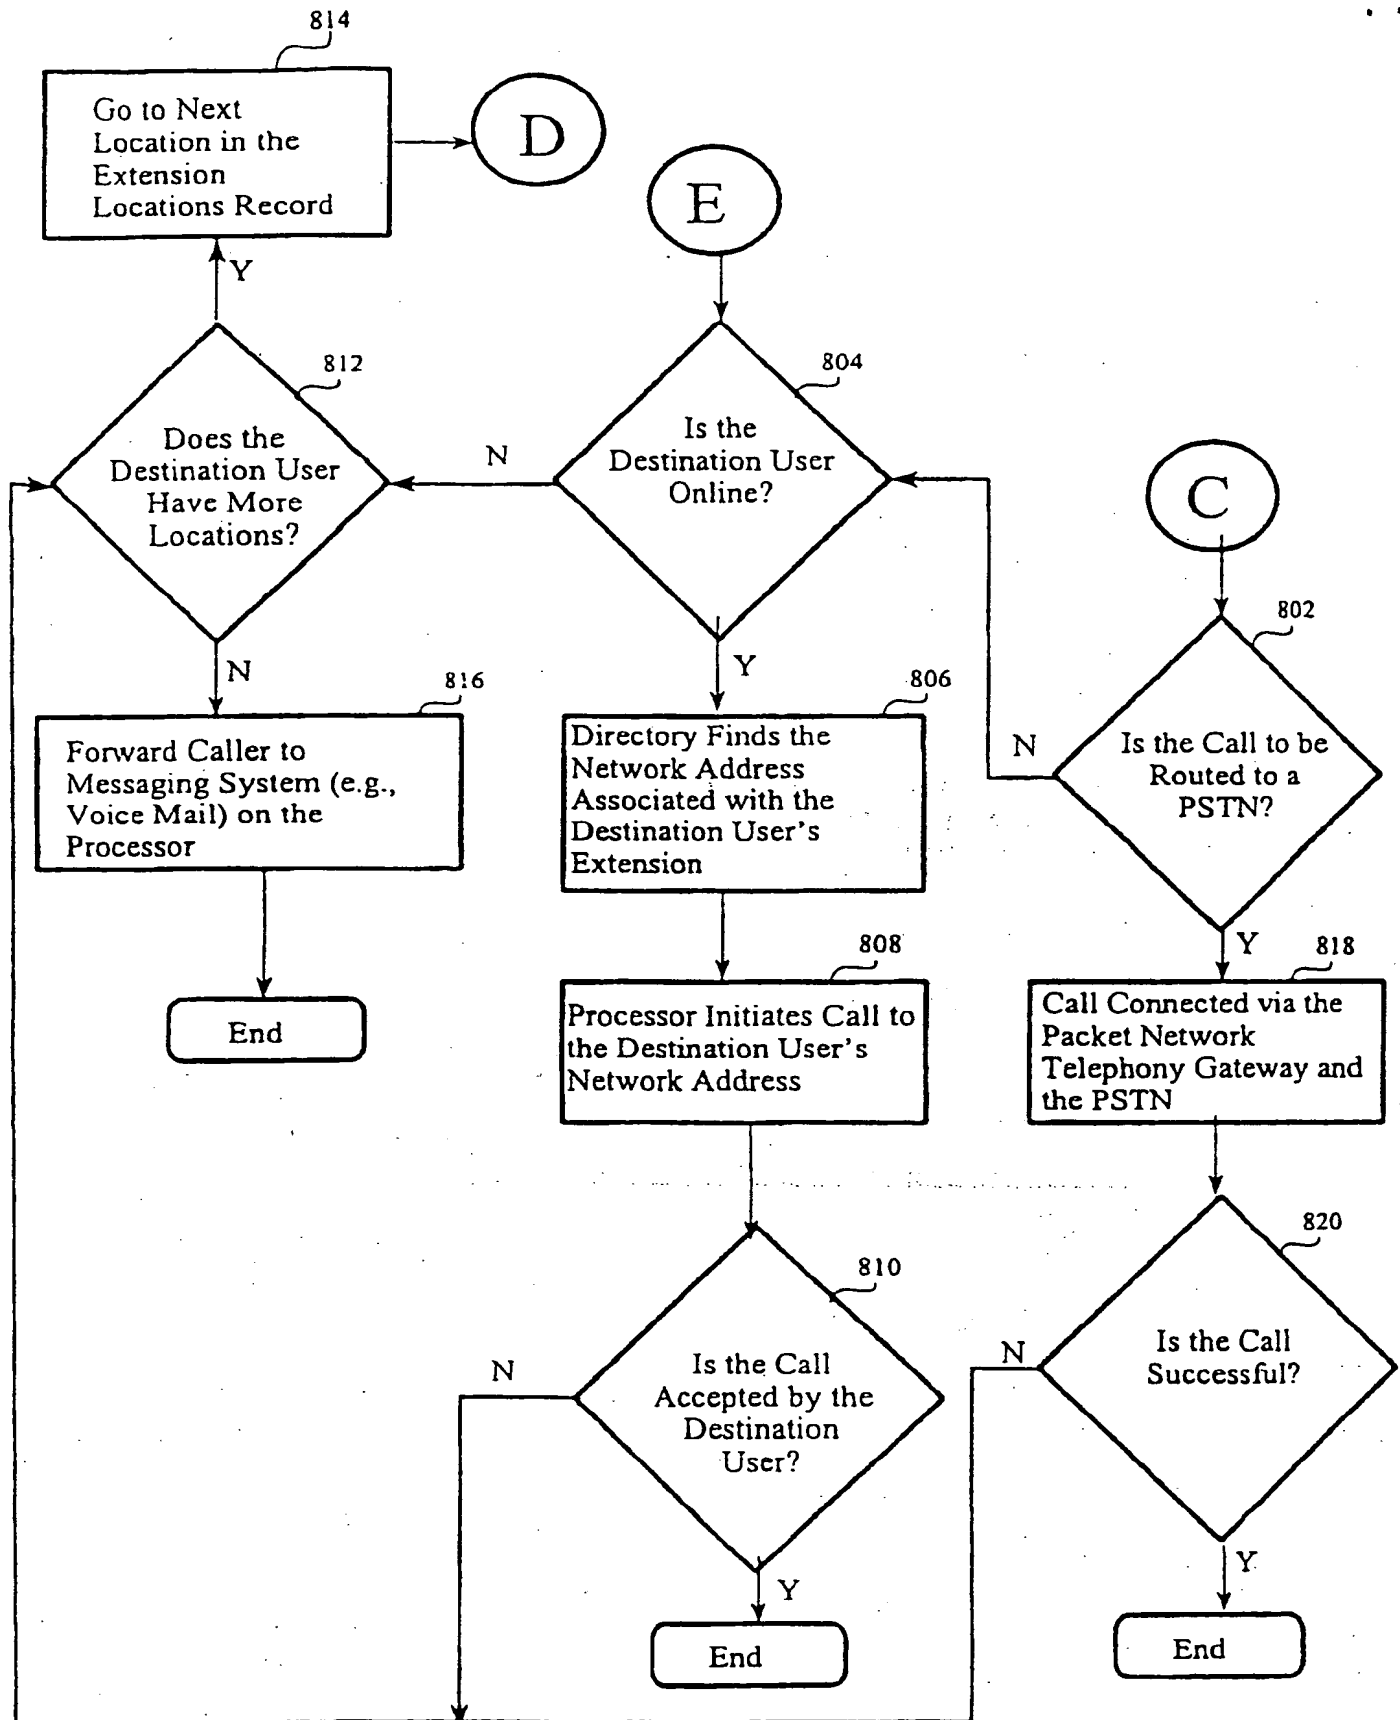 814
Go to Next
Location in the
Extension
Locations Record
D
E
Y
812
Does the
Destination User
Have More
Locations?
N
804
Is the
Destination User
Online?
C
802
Is the Call to be
Routed to a
PSTN?
N
N
816
Forward Caller to
Messaging System (e.g.,
Voice Mail) on the
Processor
End
Y
806
Directory Finds the
Network Address
Associated with the
Destination User's
Extension
808
Processor Initiates Call to
the Destination User's
Network Address
Y
818
Call Connected via the
Packet Network
Telephony Gateway and
the PSTN
810
Is the Call
Accepted by the
Destination
User?
N
Y
End
820
Is the Call
Successful?
N
Y
End